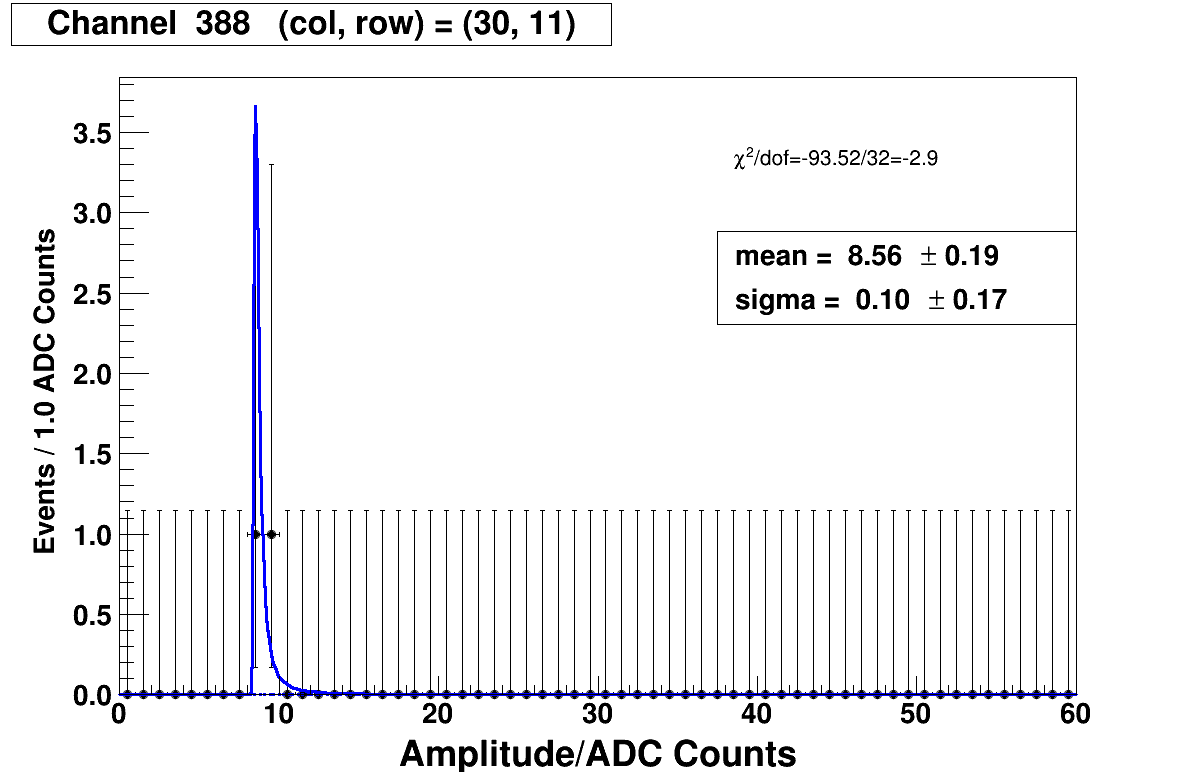 Channel 388 (col, row) = (30, 11)
χ²/dof=-93.52/32=-2.9
mean = 8.56 ± 0.19
sigma = 0.10 ± 0.17
Events / 1.0 ADC Counts
3.5
3.0
2.5
2.0
1.5
1.0
0.5
0.0
0 10 20 30 40 50 60
Amplitude/ADC Counts